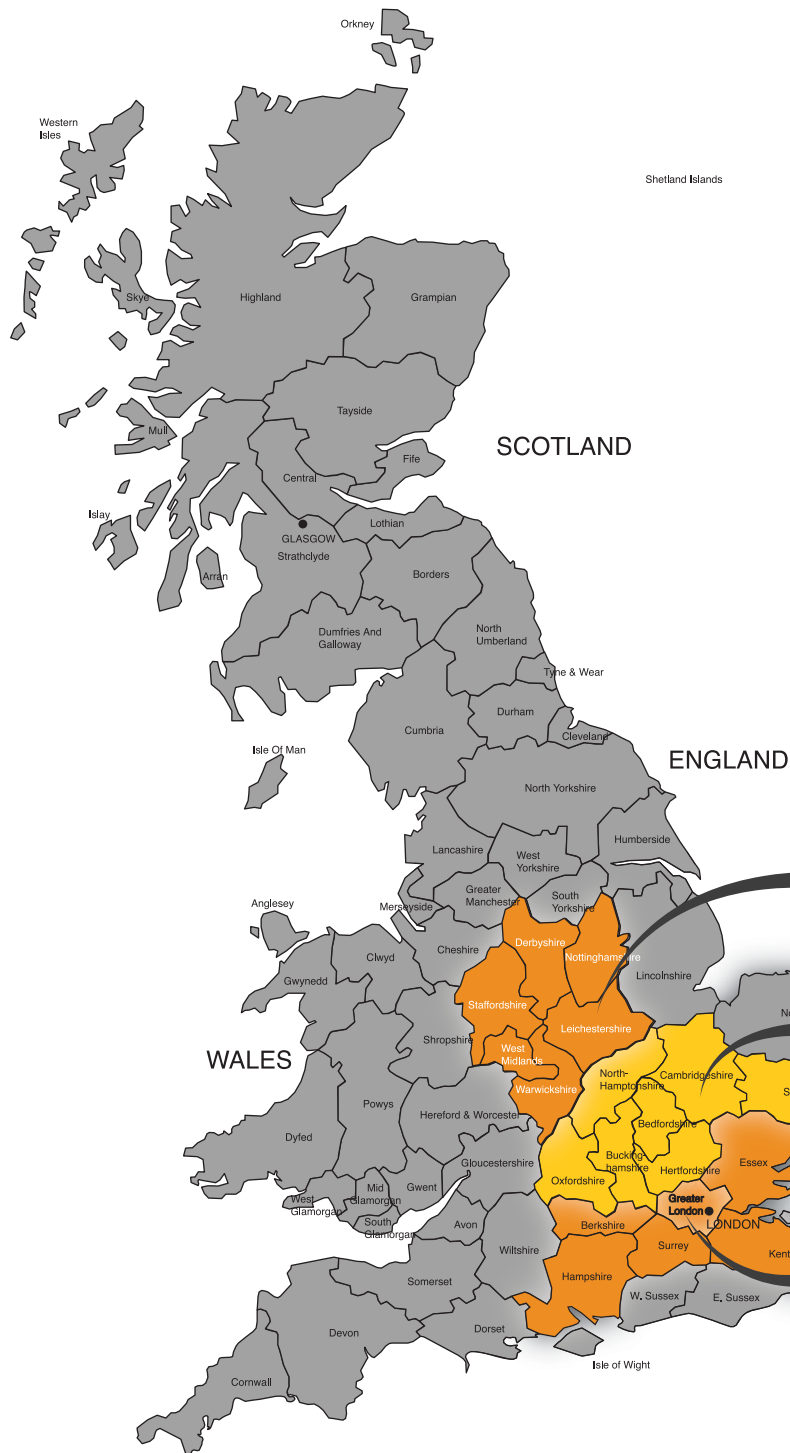 Orkney
Western
Isles
Shetland Islands
Skye
Highland
Grampian
Tayside
Mull
SCOTLAND
Fife
Central
Islay
Lothian
GLASGOW
Strathclyde
Arran
Borders
Dumfries And
Galloway
North
Umberland
Tyne & Wear
Durham
Cumbria
Cleveland
Isle Of Man
ENGLAND
North Yorkshire
Humberside
Lancashire
West
Yorkshire
Greater
Manchester
South
Yorkshire
Anglesey
Merseyside
Derbyshire
Cheshire
Clwyd
Nottinghamshire
Gwynedd
Lincolnshire
Staffordshire
No
Leichestershire
Shropshire
West
Midlands
WALES
North-
Hamptonshire
Cambridgeshire
Warwickshire
S
Powys
Hereford & Worcester
Bedfordshire
Dyfed
Bucking-
hamshire
Gloucestershire
Essex
Hertfordshire
Oxfordshire
Mid
Glamorgan
Gwent
West
Glamorgan
Greater
London
South
Glamorgan
Avon
Berkshire
LONDON
Wiltshire
Surrey
Kent
Somerset
Hampshire
W. Sussex
E. Sussex
Devon
Dorset
Isle of Wight
Cornwall